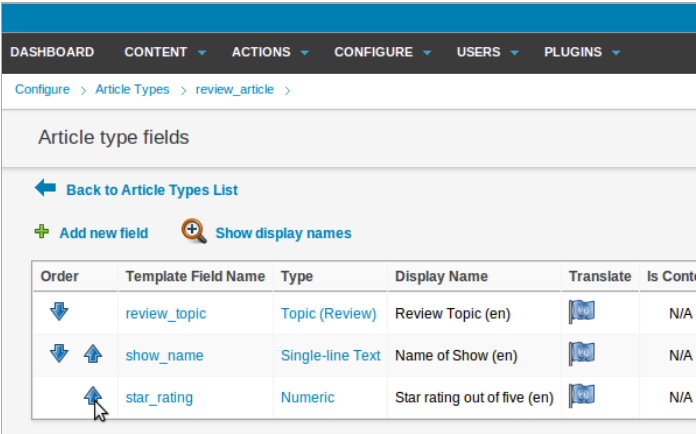 DASHBOARD CONTENT ACTIONS CONFIGURE USERS PLUGINS
Configure > Article Types > review_article >
Article type fields
Back to Article Types List
Add new field Show display names
Order Template Field Name Type Display Name Translate Is Conte
review_topic Topic (Review) Review Topic (en) N/A
show_name Single-line Text Name of Show (en) N/A
star_rating Numeric Star rating out of five (en) N/A